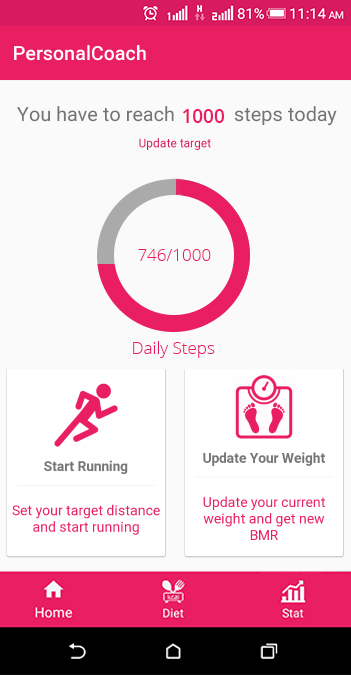 H
1 2 81% 11:14 AM
PersonalCoach
You have to reach 1000 steps today
Update target
746/1000
Daily Steps
Start Running
Set your target distance
and start running
Update Your Weight
Update your current
weight and get new
BMR
Home
Diet
Stat